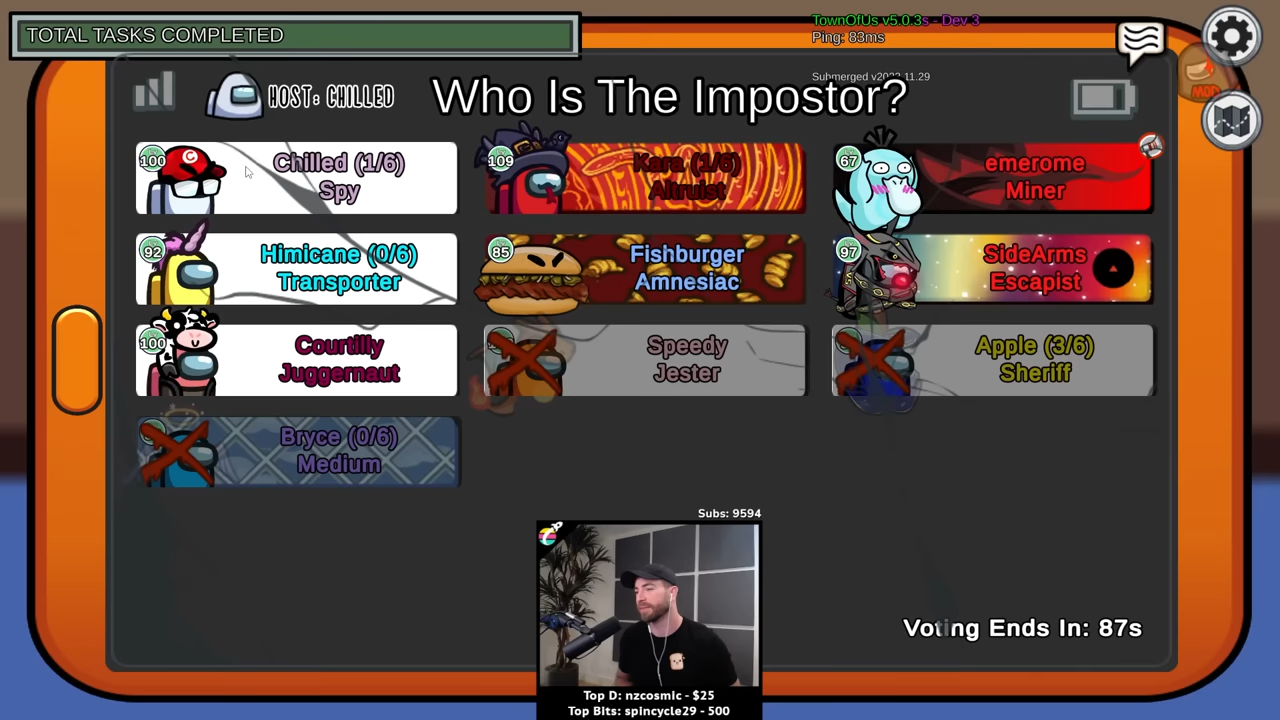 TOTAL TASKS COMPLETED
TownOfUs v5.0.3s - Dev 3
Ping: 83ms
Submerged v2022.11.29
HOST: CHILLED
Who Is The Impostor?
MOD
100
Chilled (1/6)
Spy
109
Kara (1/6)
Altruist
67
emerome
Miner
92
Himicane (0/6)
Transporter
85
Fishburger
Amnesiac
97
SideArms
Escapist
100
Courtilly
Juggernaut
Speedy
Jester
Apple (3/6)
Sheriff
Bryce (0/6)
Medium
Subs: 9594
Voting Ends In: 87s
Top D: nzcosmic - $25
Top Bits: spincycle29 - 500